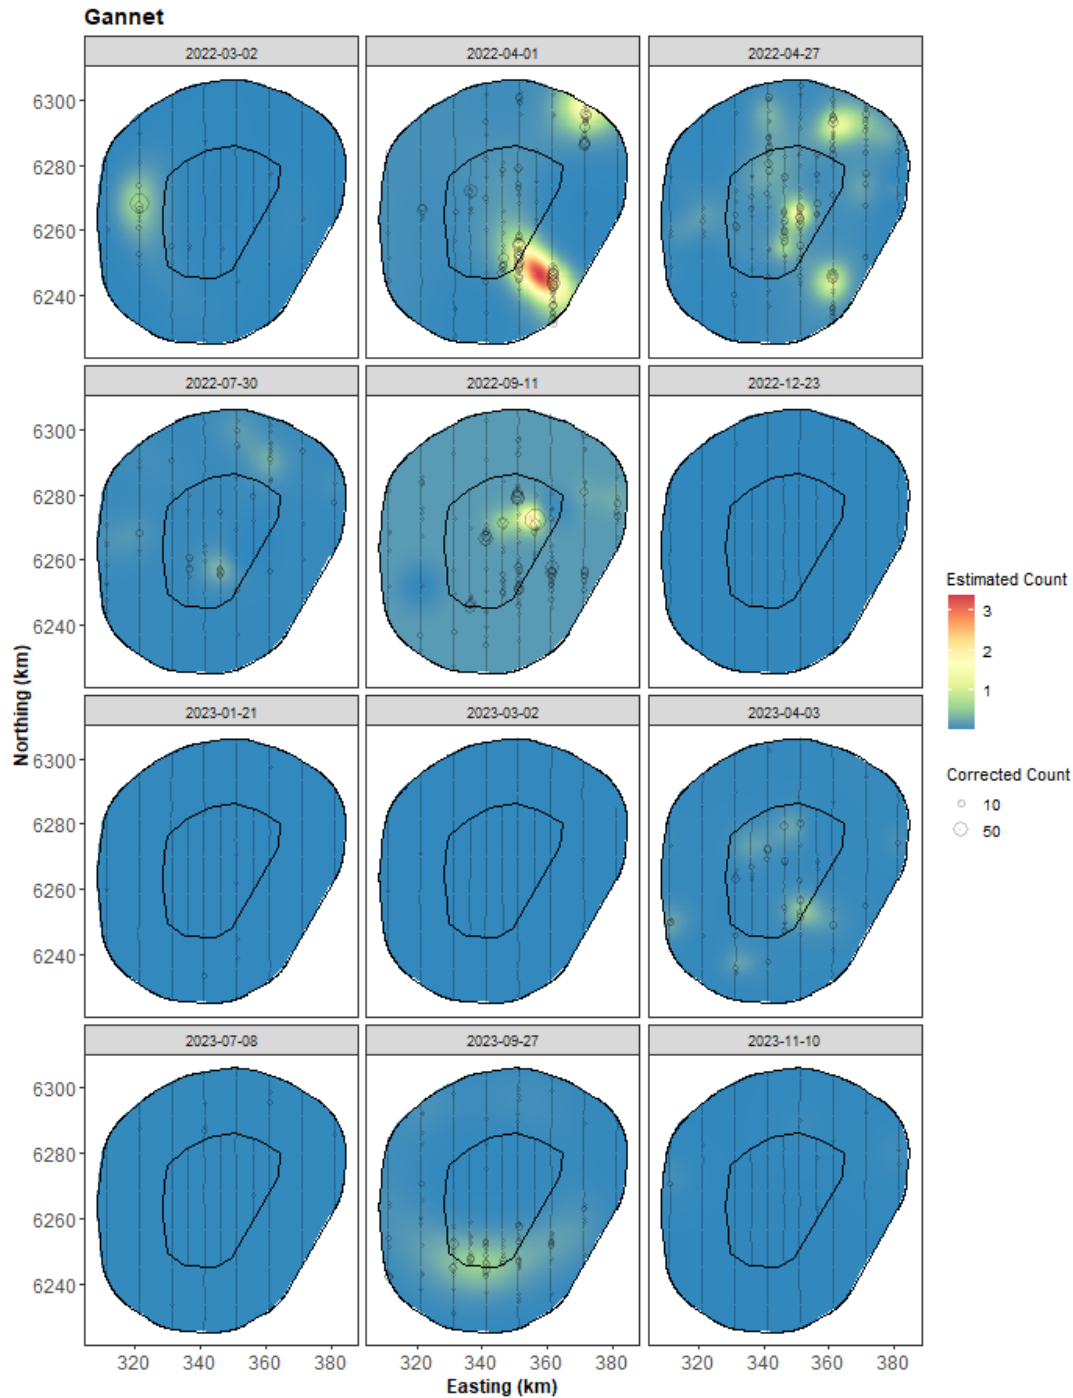 Gannet
2022-03-02 2022-04-01 2022-04-27
6300
6280
6260
6240
2022-07-30 2022-09-11 2022-12-23
6300
6280
6260
6240
2023-01-21 2023-03-02 2023-04-03
6300
6280
6260
6240
2023-07-08 2023-09-27 2023-11-10
6300
6280
6260
6240
320 340 360 380 320 340 360 380 320 340 360 380
Easting (km)
Northing (km)
Estimated Count
3
2
1
Corrected Count
10
50